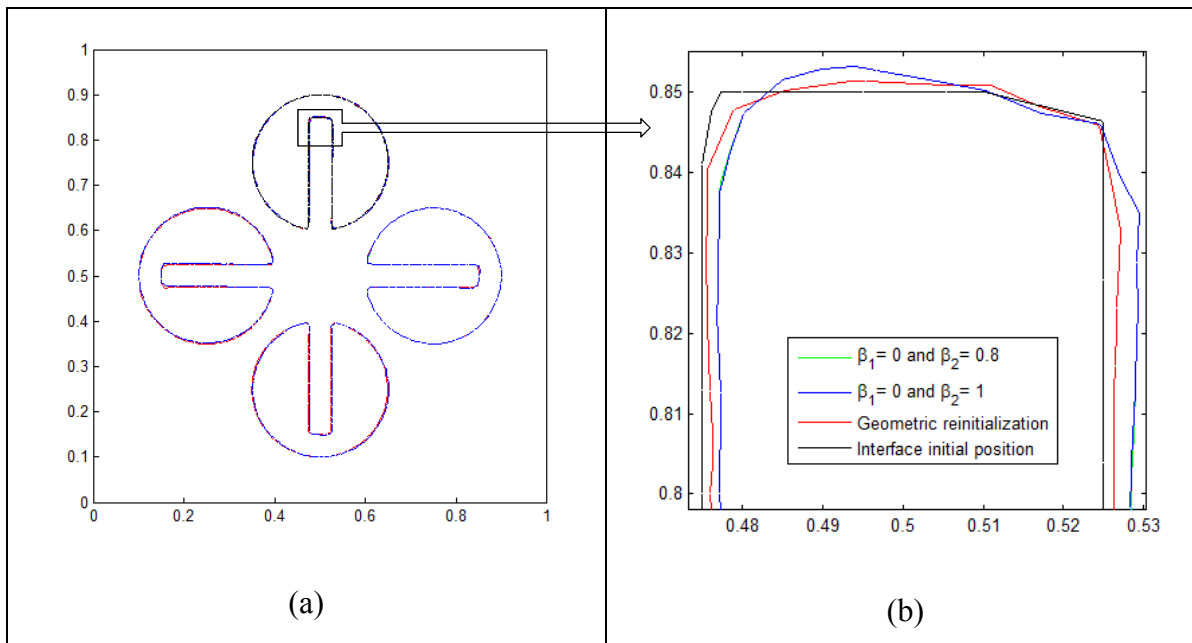 1
0.9
0.8
0.7
0.6
0.5
0.4
0.3
0.2
0.1
0
0 0.2 0.4 0.6 0.8 1
(a)
0.85
0.84
0.83
0.82
0.81
0.8
β₁= 0 and β₂= 0.8
β₁= 0 and β₂= 1
Geometric reinitialization
Interface initial position
0.48 0.49 0.5 0.51 0.52 0.53
(b)